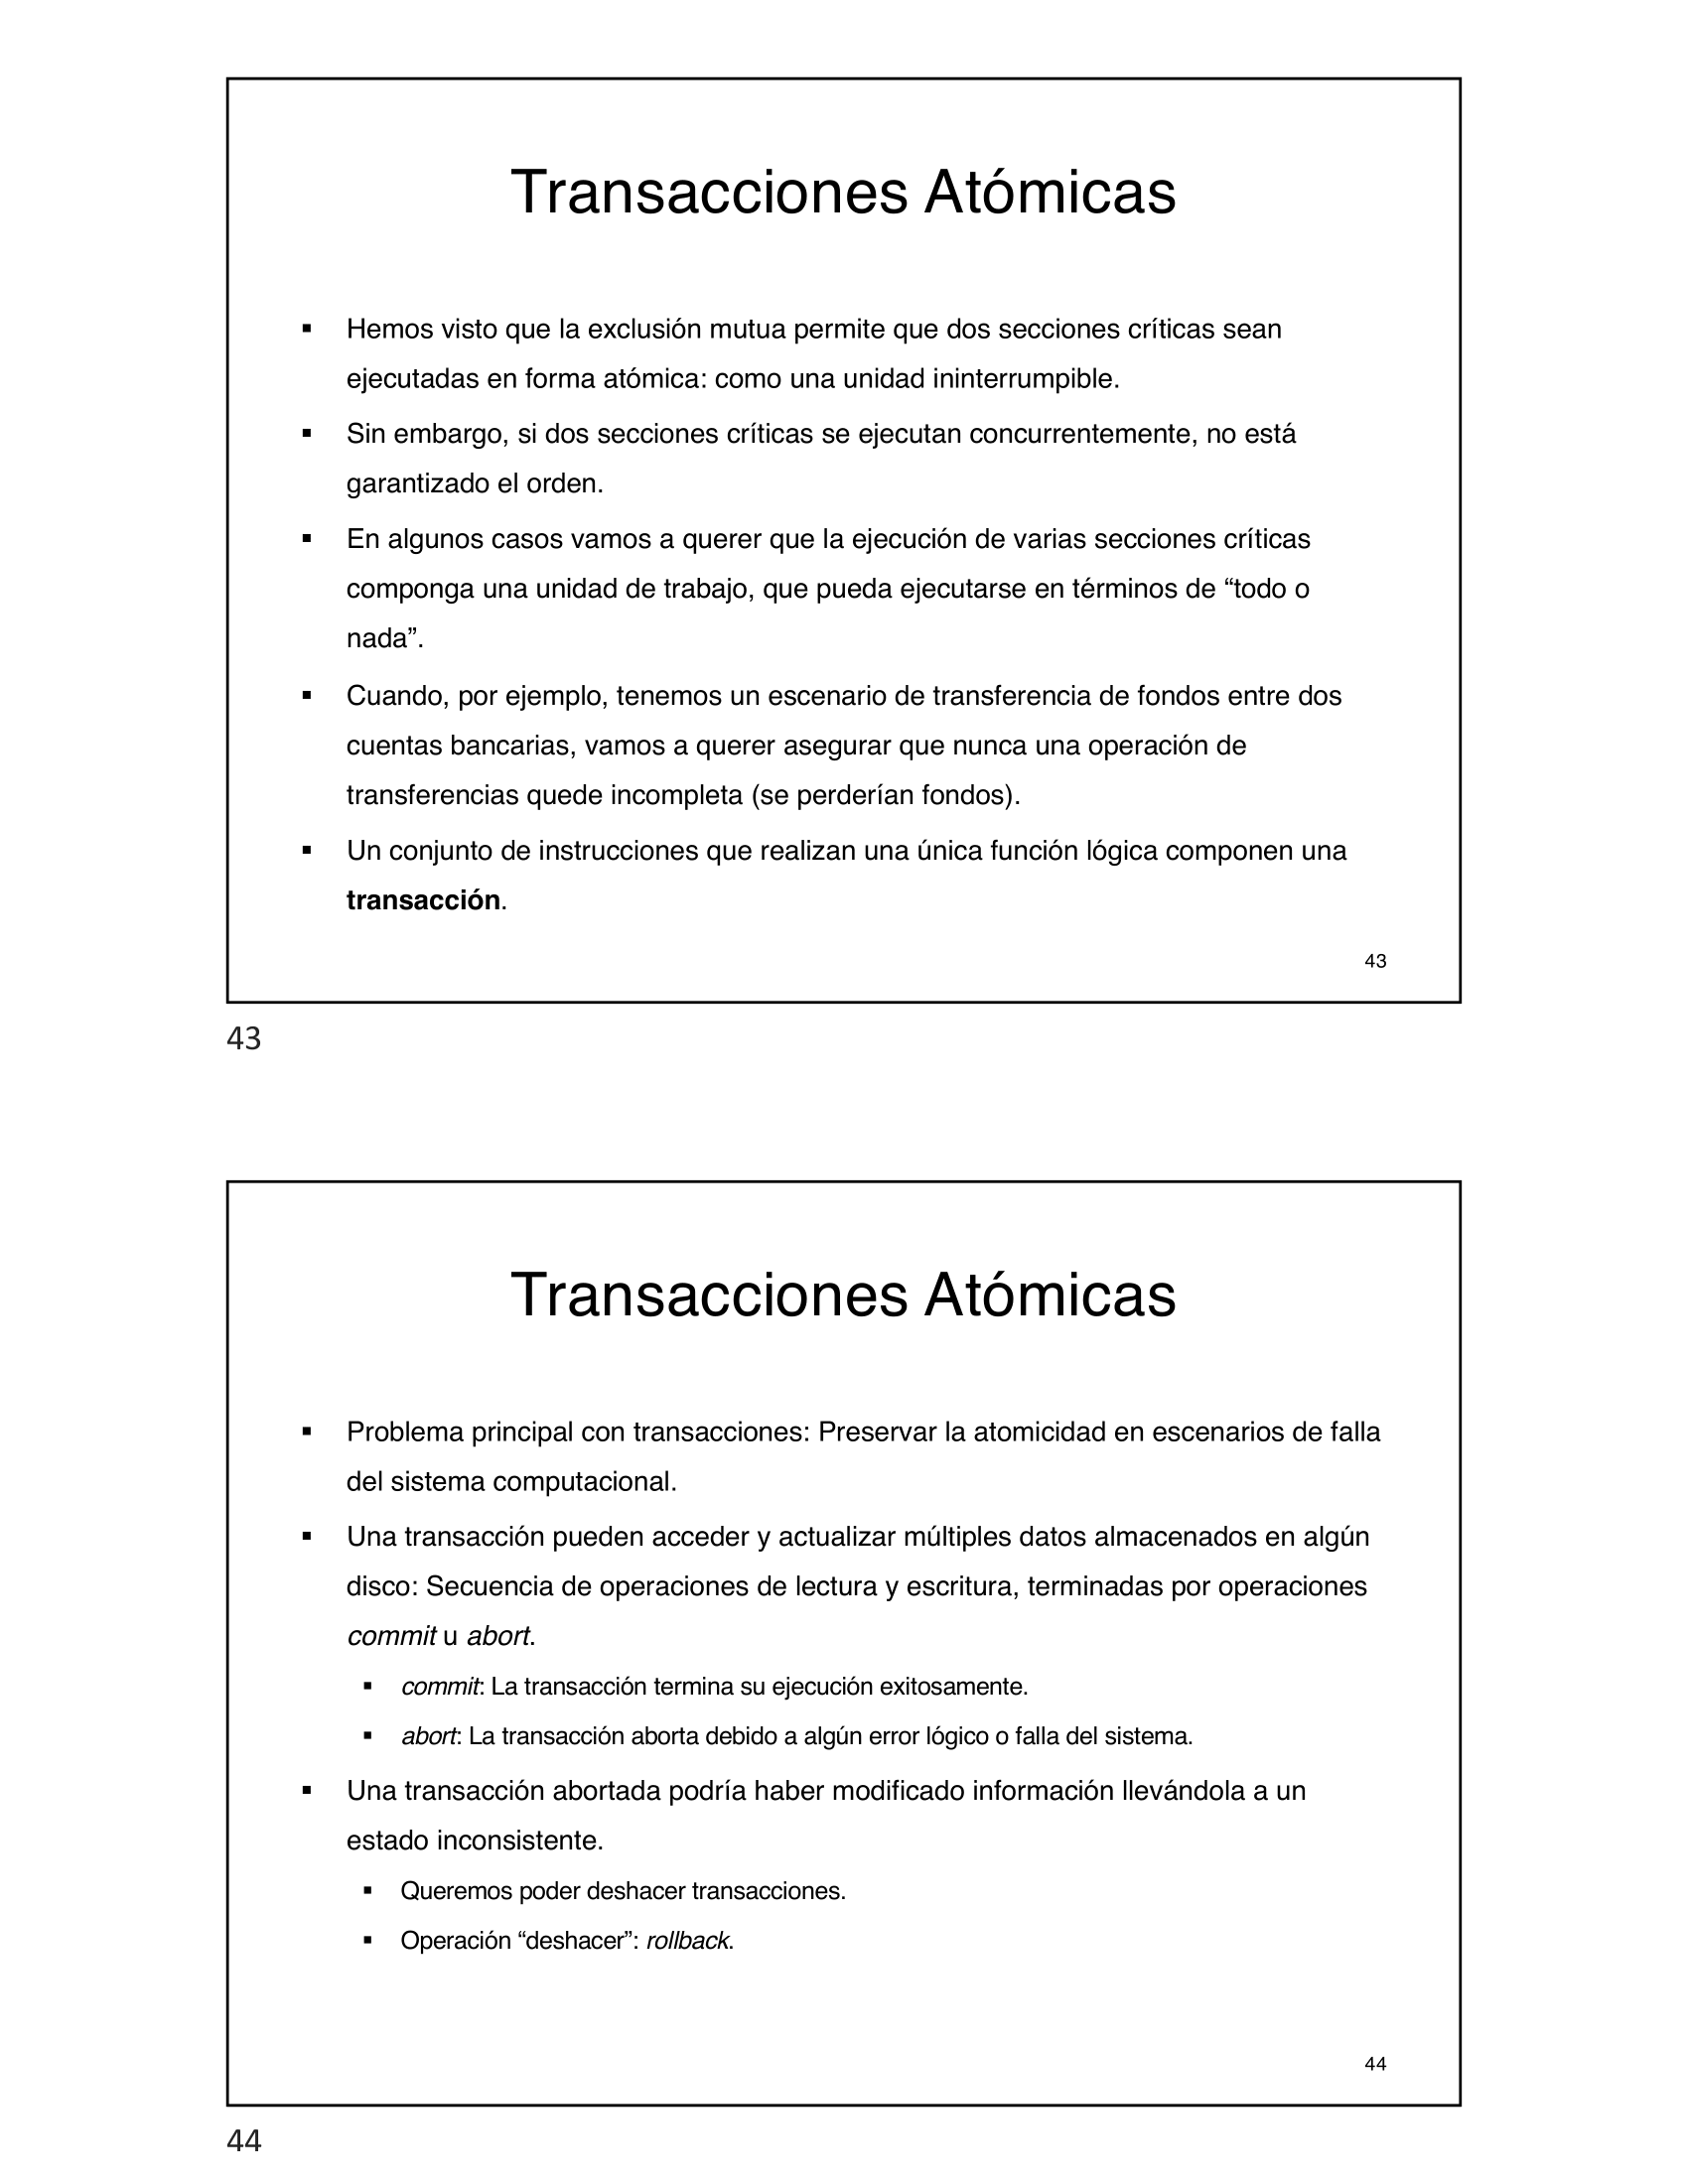 Transacciones Atómicas
▪ Hemos visto que la exclusión mutua permite que dos secciones críticas sean
ejecutadas en forma atómica: como una unidad ininterrumpible.
▪ Sin embargo, si dos secciones críticas se ejecutan concurrentemente, no está
garantizado el orden.
▪ En algunos casos vamos a querer que la ejecución de varias secciones críticas
componga una unidad de trabajo, que pueda ejecutarse en términos de “todo o
nada”.
▪ Cuando, por ejemplo, tenemos un escenario de transferencia de fondos entre dos
cuentas bancarias, vamos a querer asegurar que nunca una operación de
transferencias quede incompleta (se perderían fondos).
▪ Un conjunto de instrucciones que realizan una única función lógica componen una
transacción.
43
43
Transacciones Atómicas
▪ Problema principal con transacciones: Preservar la atomicidad en escenarios de falla
del sistema computacional.
▪ Una transacción pueden acceder y actualizar múltiples datos almacenados en algún
disco: Secuencia de operaciones de lectura y escritura, terminadas por operaciones
commit u abort.
▪ commit: La transacción termina su ejecución exitosamente.
▪ abort: La transacción aborta debido a algún error lógico o falla del sistema.
▪ Una transacción abortada podría haber modificado información llevándola a un
estado inconsistente.
▪ Queremos poder deshacer transacciones.
▪ Operación “deshacer”: rollback.
44
44